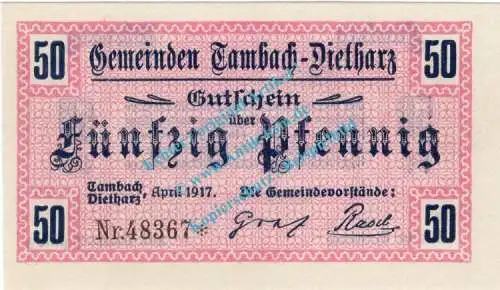 50 Gemeinden Tambach-Dietharz 50
Gutschein
über
Fünfzig Pfennig
Tambach, Dietharz, April 1917. Die Gemeindevorstände:
50 Nr. 48367 * Graf 50